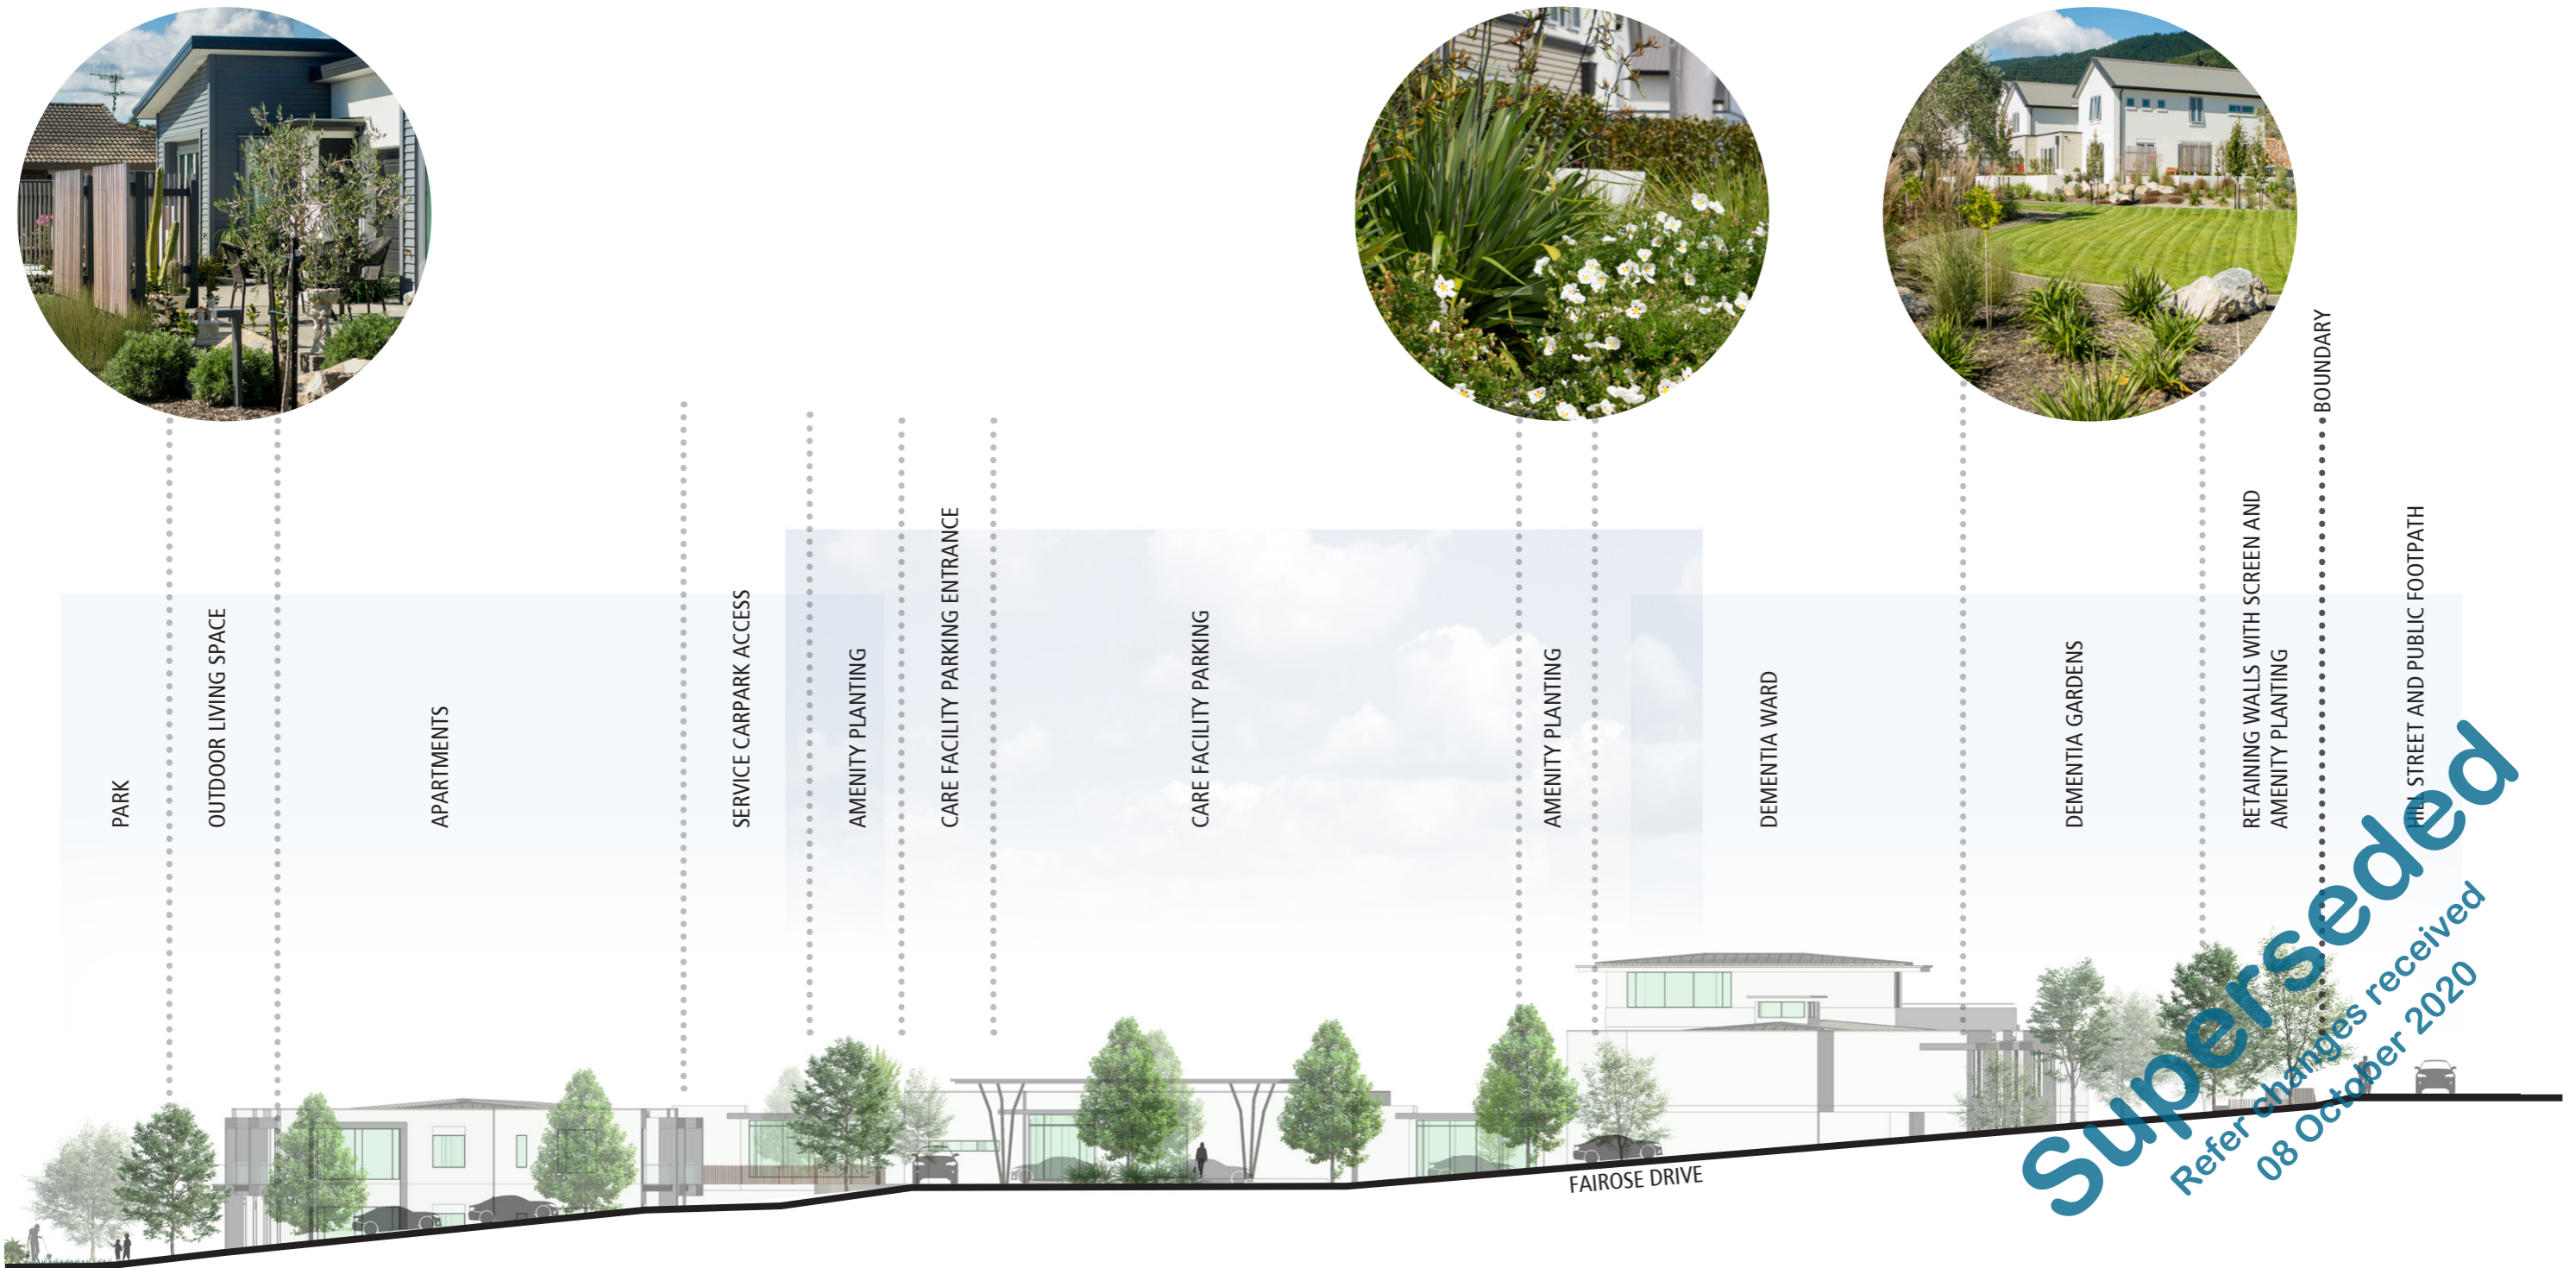 PARK
OUTDOOR LIVING SPACE
APARTMENTS
SERVICE CARPARK ACCESS
AMENITY PLANTING
CARE FACILITY PARKING ENTRANCE
CARE FACILITY PARKING
AMENITY PLANTING
DEMENTIA WARD
DEMENTIA GARDENS
RETAINING WALLS WITH SCREEN AND
AMENITY PLANTING
BOUNDARY
HILL STREET AND PUBLIC FOOTPATH
FAIROSE DRIVE
Superseded
Refer changes received
08 October 2020